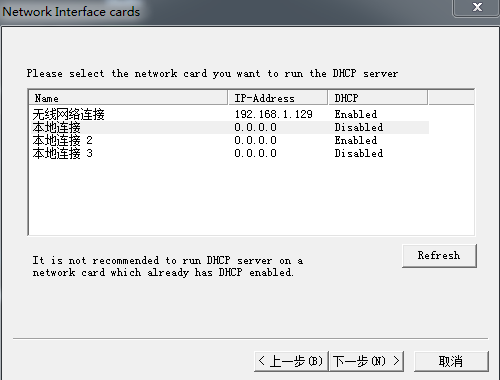 Network Interface cards
Please select the network card you want to run the DHCP server
Name IP-Address DHCP
无线网络连接 192.168.1.129 Enabled
本地连接 0.0.0.0 Disabled
本地连接 2 0.0.0.0 Enabled
本地连接 3 0.0.0.0 Disabled
Refresh
It is not recommended to run DHCP server on a
network card which already has DHCP enabled.
< 上一步(B) 下一步(N) > 取消